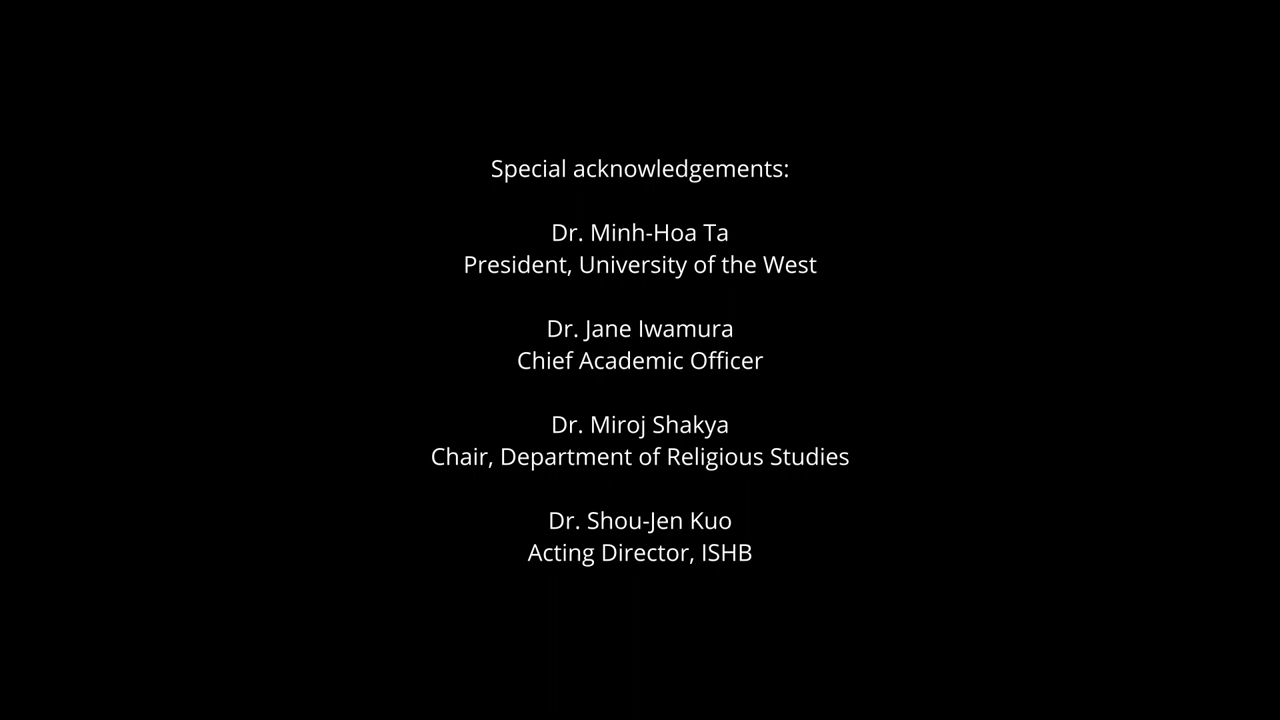 Special acknowledgements:
Dr. Minh-Hoa Ta
President, University of the West
Dr. Jane Iwamura
Chief Academic Officer
Dr. Miroj Shakya
Chair, Department of Religious Studies
Dr. Shou-Jen Kuo
Acting Director, ISHB